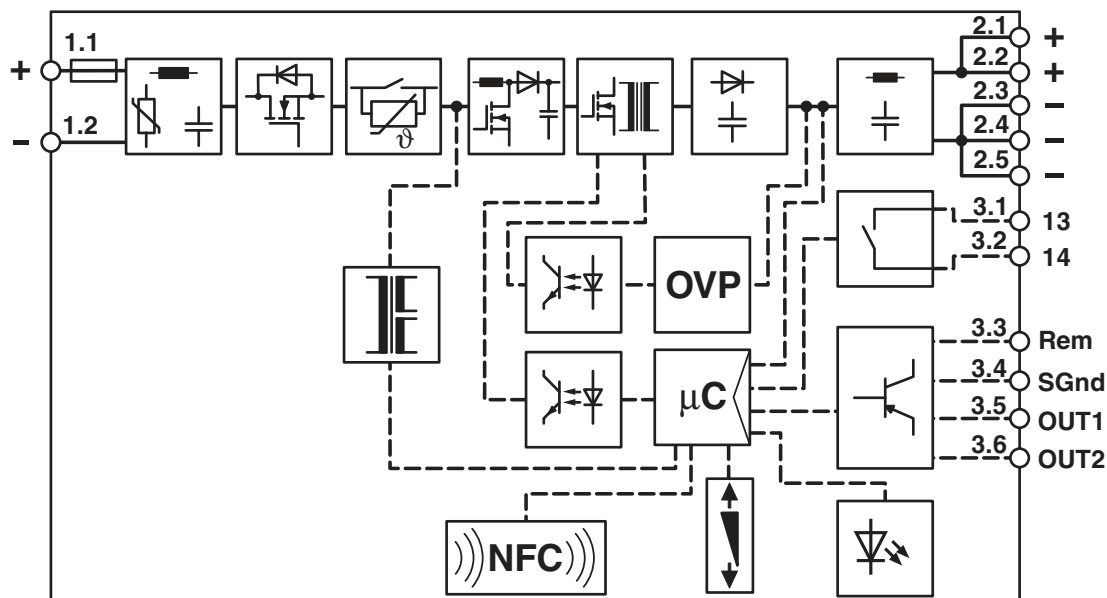 1.1
+
1.2
−
2.1
+
2.2
+
2.3
−
2.4
−
2.5
−
ϑ
3.1
13
3.2
14
OVP
3.3
Rem
3.4
SGnd
3.5
OUT1
3.6
OUT2
μC
NFC